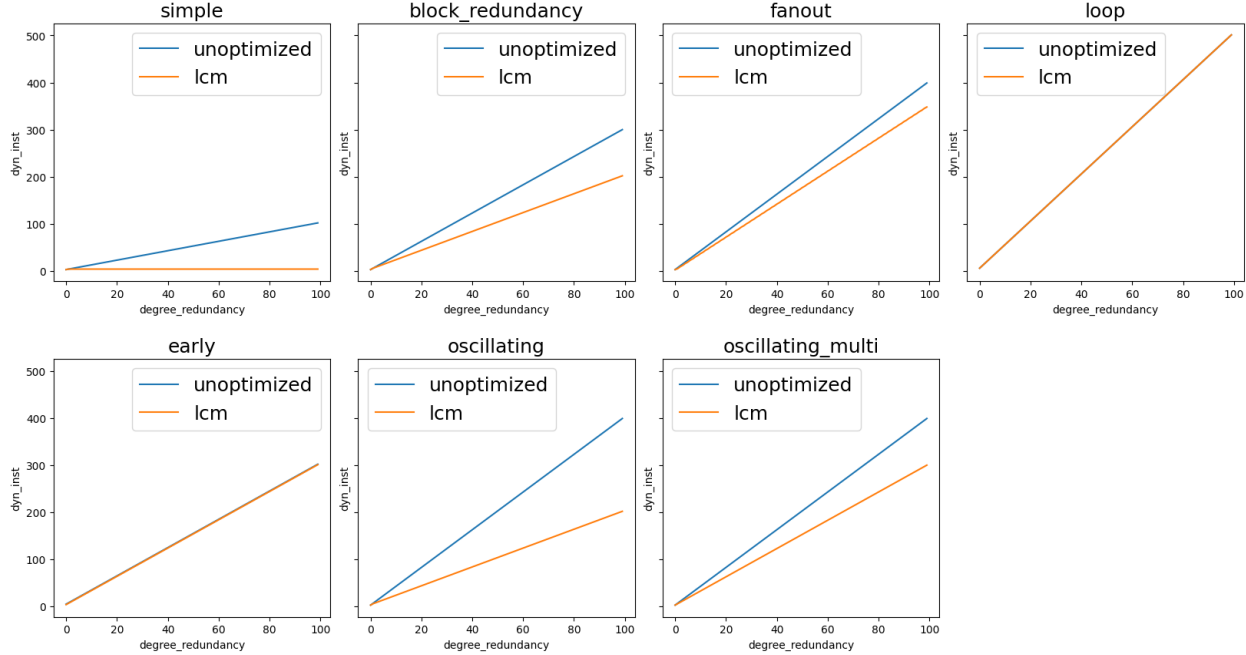 simple
500
400
300
200
100
0
dyn_inst
unoptimized
lcm
0 20 40 60 80 100
degree_redundancy
block_redundancy
dyn_inst
unoptimized
lcm
0 20 40 60 80 100
degree_redundancy
fanout
dyn_inst
unoptimized
lcm
0 20 40 60 80 100
degree_redundancy
loop
dyn_inst
unoptimized
lcm
0 20 40 60 80 100
degree_redundancy
early
500
400
300
200
100
0
dyn_inst
unoptimized
lcm
0 20 40 60 80 100
degree_redundancy
oscillating
dyn_inst
unoptimized
lcm
0 20 40 60 80 100
degree_redundancy
oscillating_multi
dyn_inst
unoptimized
lcm
0 20 40 60 80 100
degree_redundancy